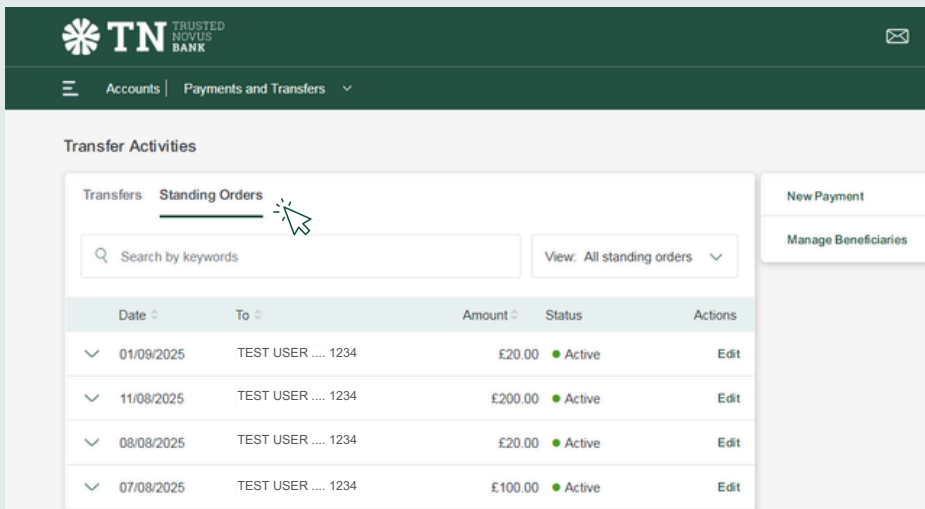 TN TRUSTED NOVUS BANK
Accounts | Payments and Transfers
Transfer Activities
Transfers Standing Orders
New Payment
Search by keywords View: All standing orders
Manage Beneficiaries
Date To Amount Status Actions
01/09/2025 TEST USER .... 1234 £20.00 Active Edit
11/08/2025 TEST USER .... 1234 £200.00 Active Edit
08/08/2025 TEST USER .... 1234 £20.00 Active Edit
07/08/2025 TEST USER .... 1234 £100.00 Active Edit